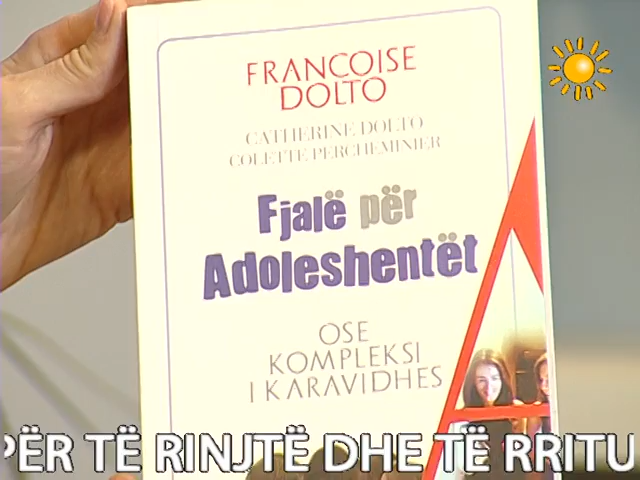 FRANCOISE
DOLTO
CATHERINE DOLTO
COLETTE PERCHEMINIER
Fjalë për
Adoleshentët
OSE
KOMPLEKSI
I KARAVIDHES
PËR TË RINJTË DHE TË RRITU